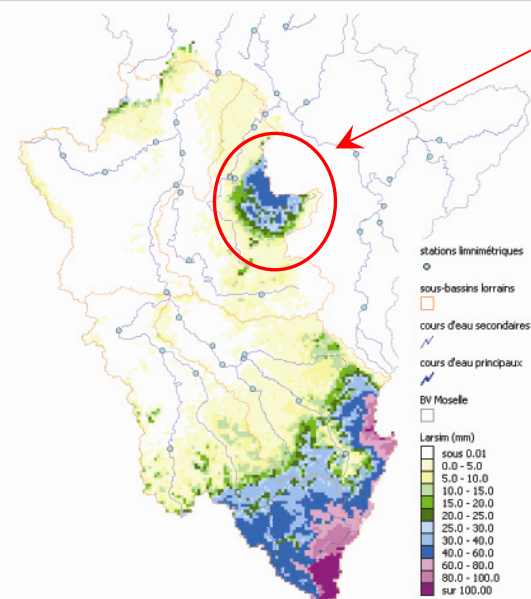 stations limnimétriques
sous-bassins lorrains
cours d'eau secondaires
cours d'eau principaux
BV Moselle
Larsim (mm)
sous 0.01
0.0 - 5.0
5.0 - 10.0
10.0 - 15.0
15.0 - 20.0
20.0 - 25.0
25.0 - 30.0
30.0 - 40.0
40.0 - 60.0
60.0 - 80.0
80.0 - 100.0
sur 100.00